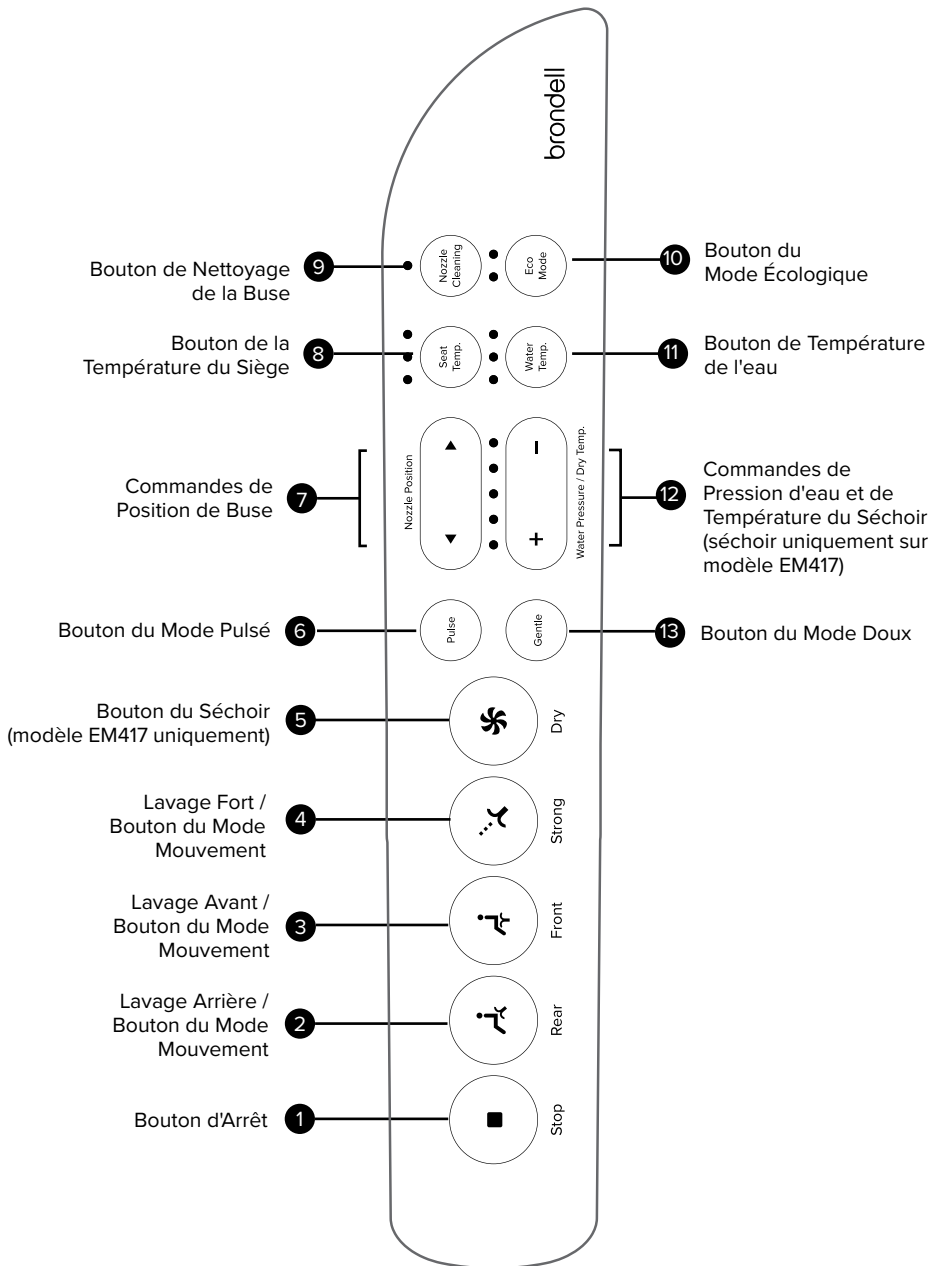 brondell
9
Bouton de Nettoyage
de la Buse
Nozzle
Cleaning
Eco
Mode
10
Bouton du
Mode Écologique
8
Bouton de la
Température du Siège
Seat
Temp.
Water
Temp.
11
Bouton de Température
de l'eau
7
Commandes de
Position de Buse
Nozzle Position
Water Pressure / Dry Temp.
− +
12
Commandes de
Pression d'eau et de
Température du Séchoir
(séchoir uniquement sur
modèle EM417)
6
Bouton du Mode Pulsé
Pulse
Gentle
13
Bouton du Mode Doux
5
Bouton du Séchoir
(modèle EM417 uniquement)
Dry
4
Lavage Fort /
Bouton du Mode
Mouvement
Strong
3
Lavage Avant /
Bouton du Mode
Mouvement
Front
2
Lavage Arrière /
Bouton du Mode
Mouvement
Rear
1
Bouton d'Arrêt
Stop